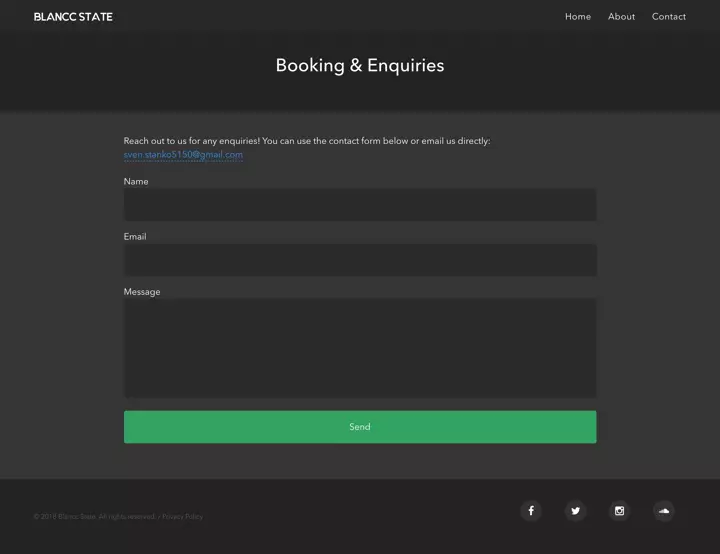 BLANCC STATE
Home About Contact
Booking & Enquiries
Reach out to us for any enquiries! You can use the contact form below or email us directly:
sven.stanko5150@gmail.com
Name
Email
Message
Send
© 2018 Blancc State. All rights reserved. / Privacy Policy